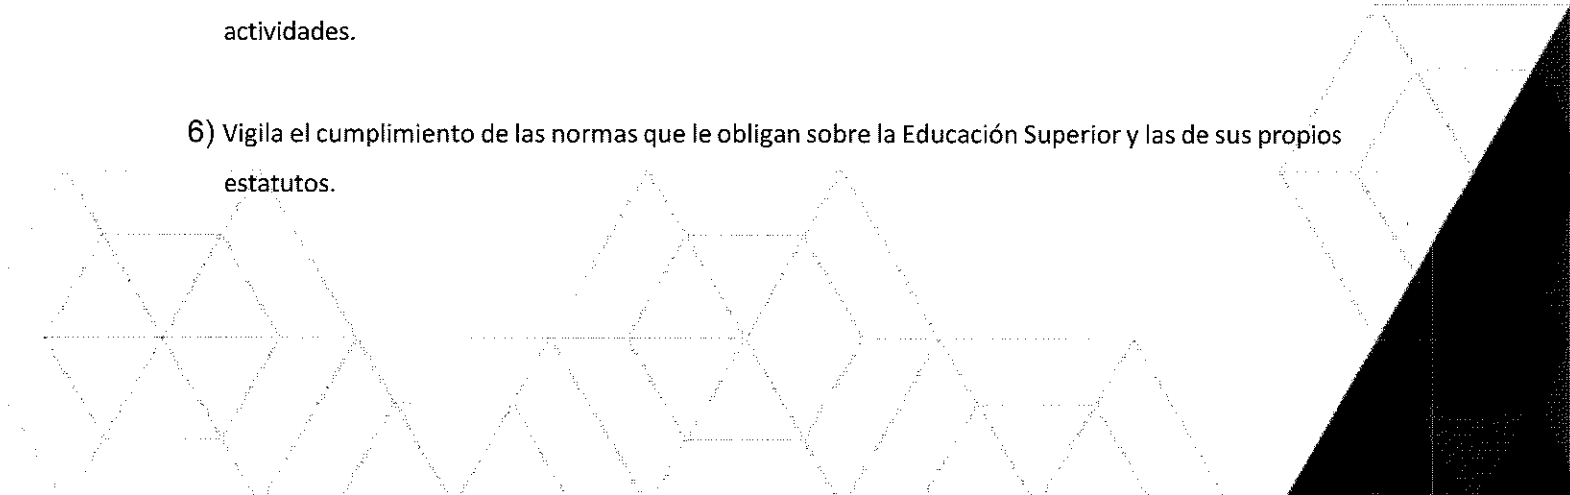 actividades.
6) Vigila el cumplimiento de las normas que le obligan sobre la Educación Superior y las de sus propios
estatutos.